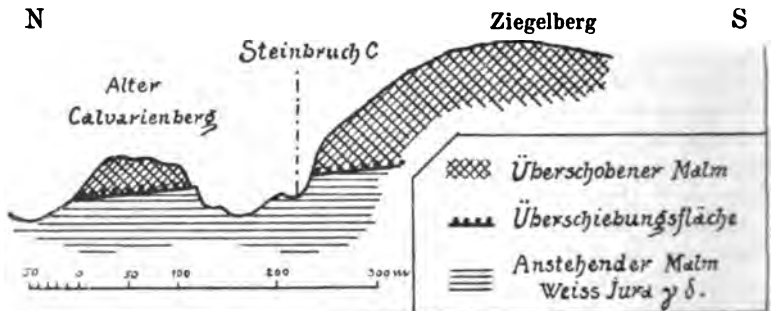 N
Ziegelberg
S
Steinbruch C
Alter
Calvarienberg
Überschobener Malm
Überschiebungsfläche
Anstehender Malm
Weiss Jura γ δ.
50 0 50 100 200 300 m